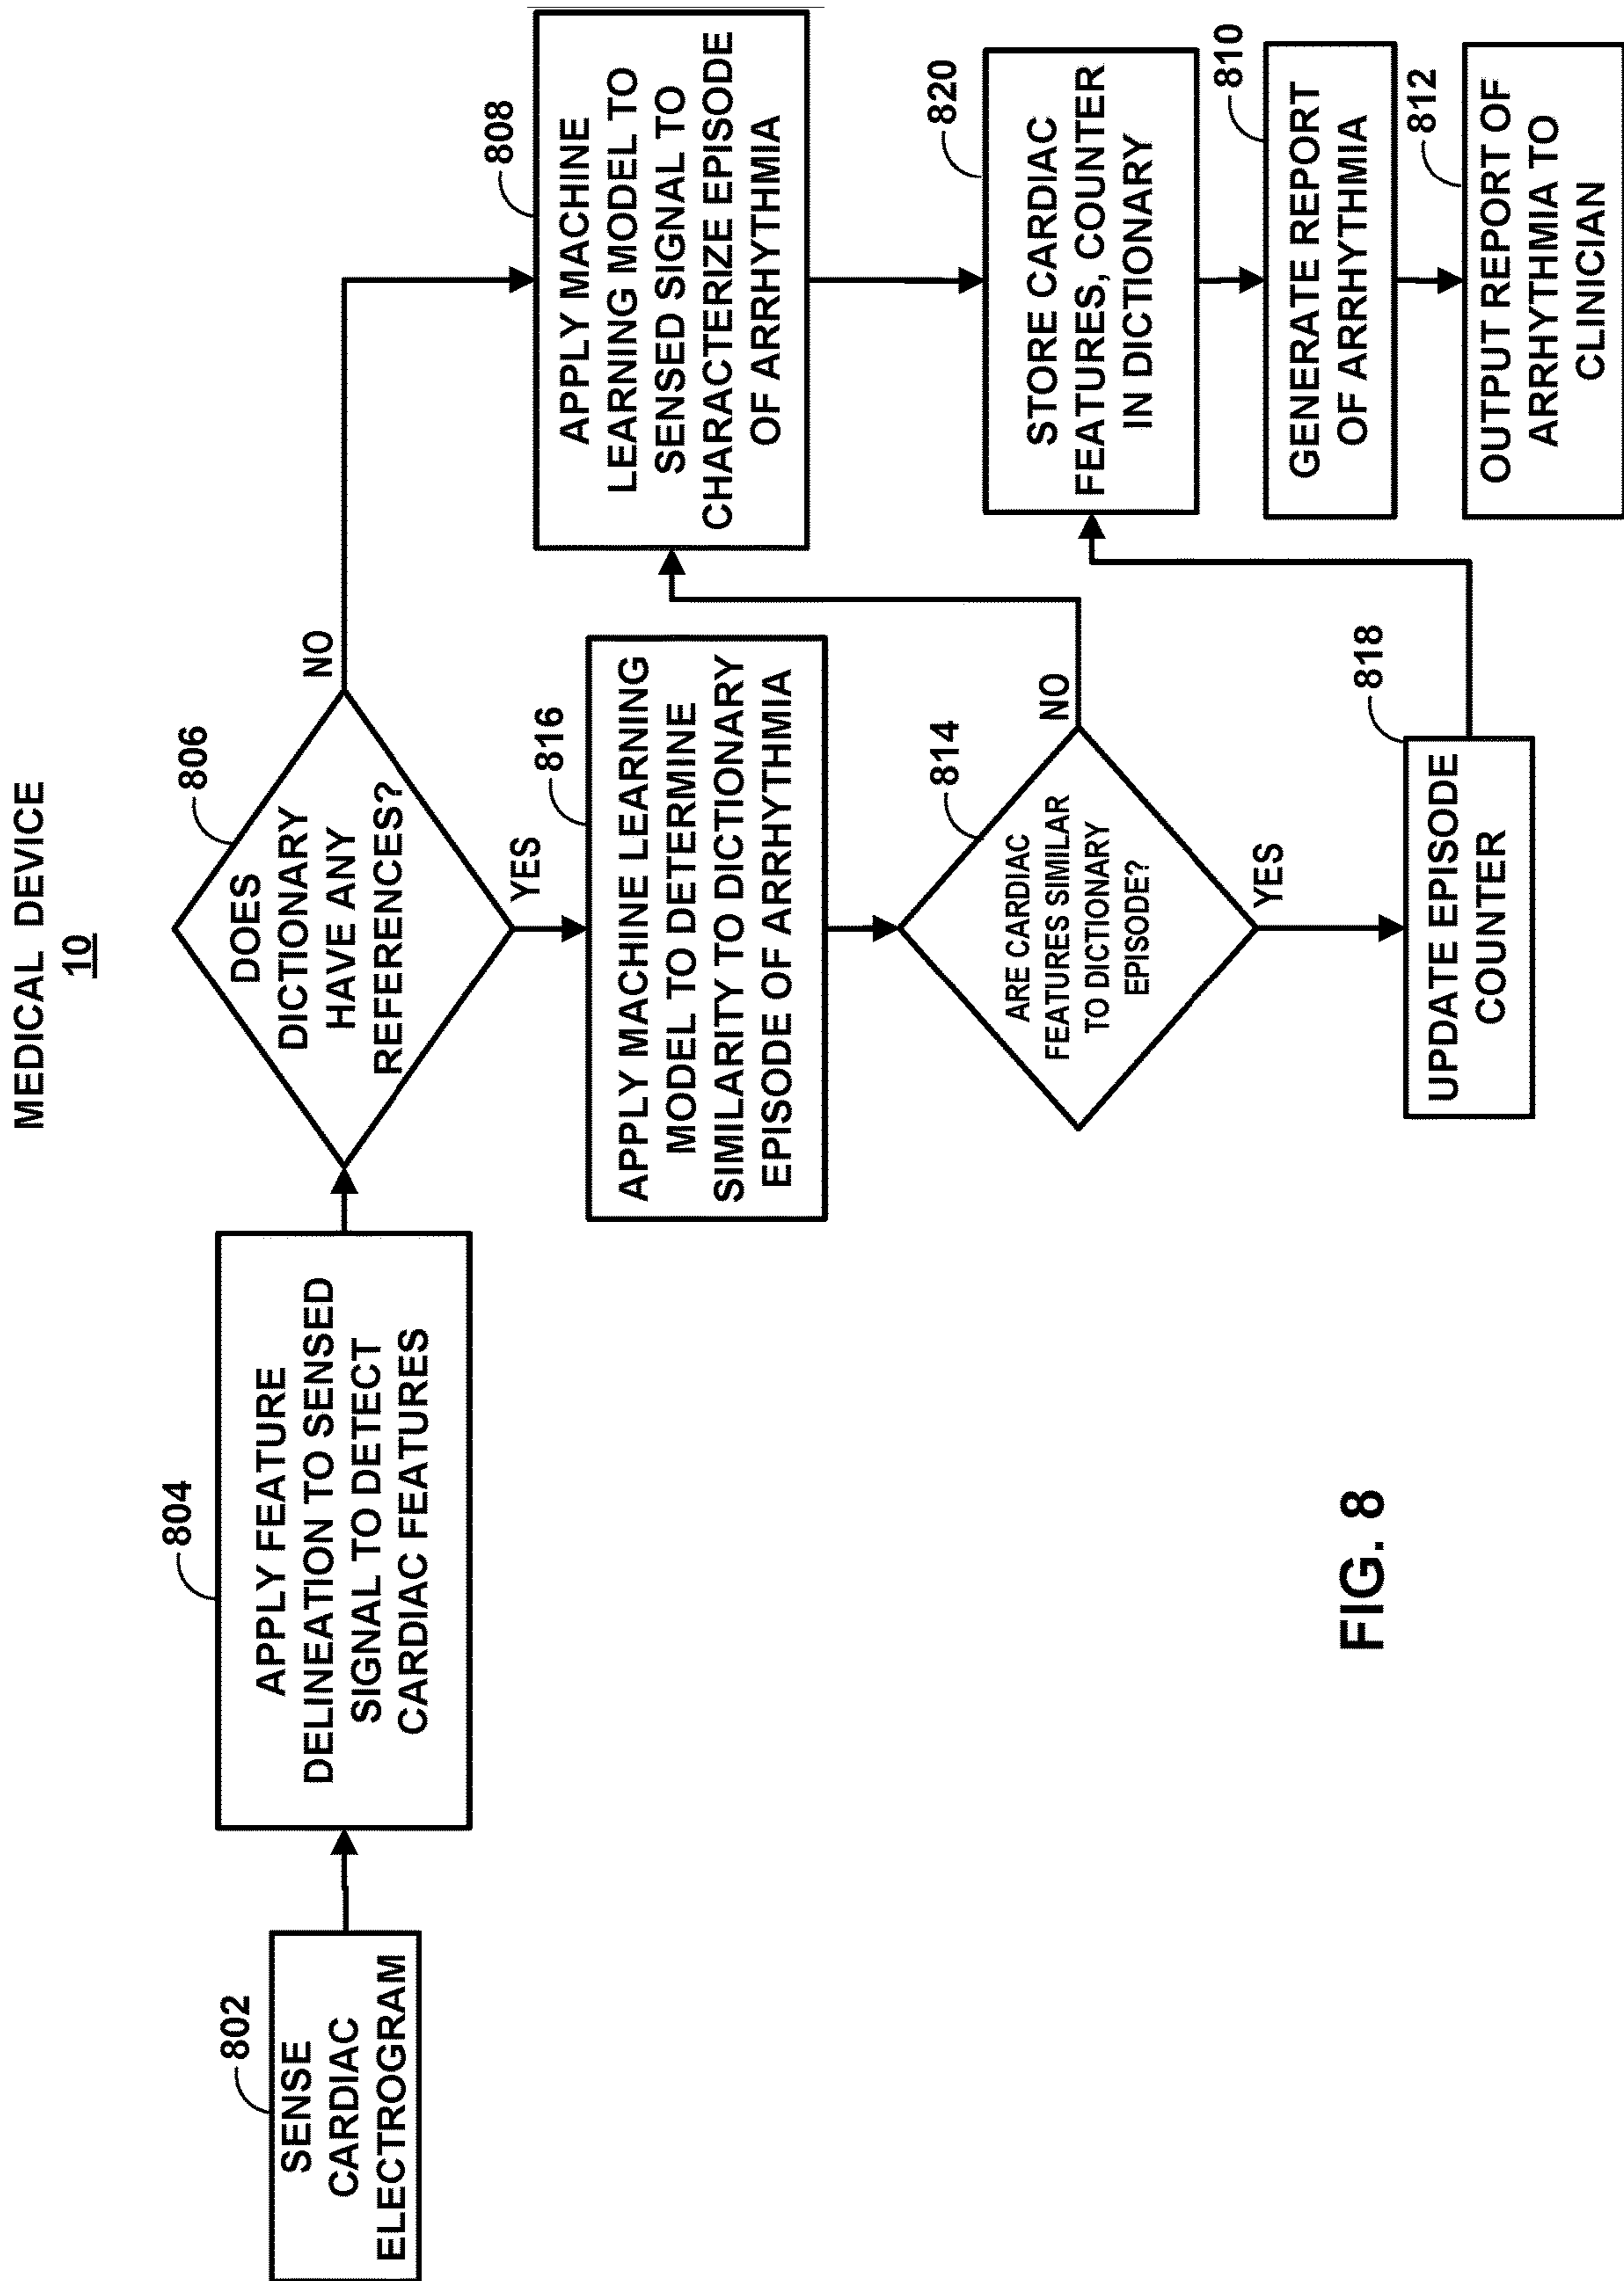 MEDICAL DEVICE
10
802
SENSE
CARDIAC
ELECTROGRAM
804
APPLY FEATURE
DELINEATION TO SENSED
SIGNAL TO DETECT
CARDIAC FEATURES
806
DOES
DICTIONARY
HAVE ANY
REFERENCES?
NO
YES
808
APPLY MACHINE
LEARNING MODEL TO
SENSED SIGNAL TO
CHARACTERIZE EPISODE
OF ARRHYTHMIA
816
APPLY MACHINE LEARNING
MODEL TO DETERMINE
SIMILARITY TO DICTIONARY
EPISODE OF ARRHYTHMIA
814
ARE CARDIAC
FEATURES SIMILAR
TO DICTIONARY
EPISODE?
NO
YES
820
STORE CARDIAC
FEATURES, COUNTER
IN DICTIONARY
818
UPDATE EPISODE
COUNTER
810
GENERATE REPORT
OF ARRHYTHMIA
812
OUTPUT REPORT OF
ARRHYTHMIA TO
CLINICIAN
FIG. 8